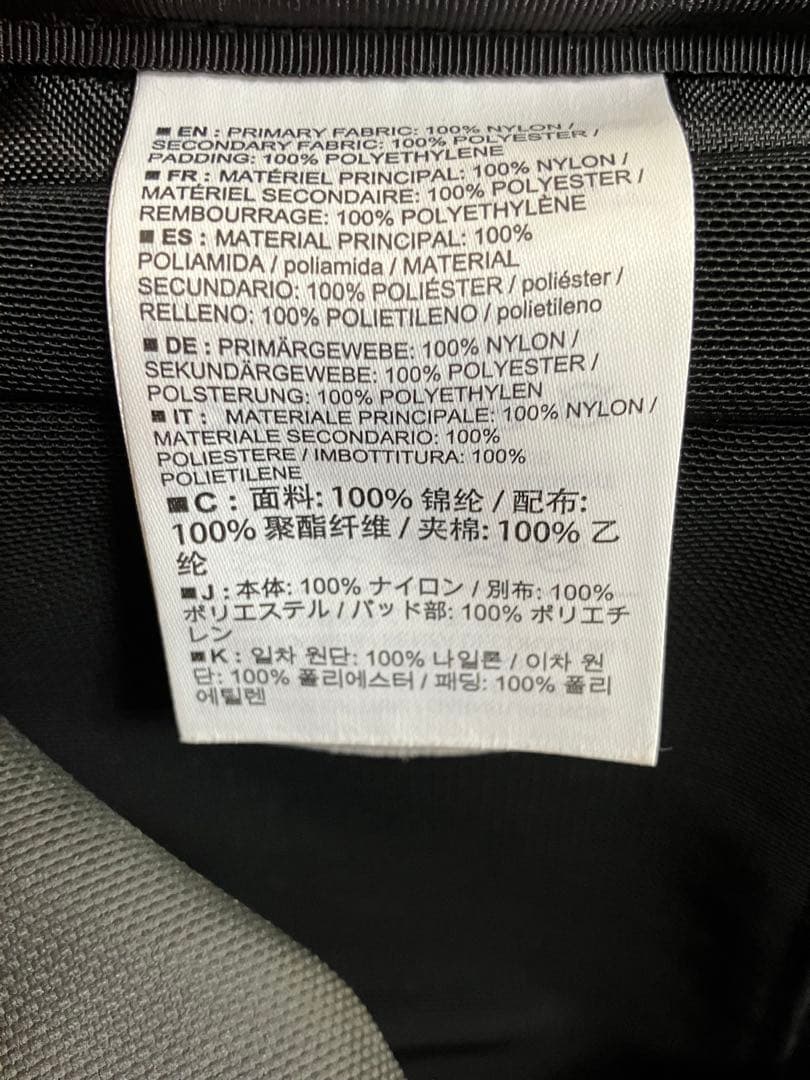 ■ EN : PRIMARY FABRIC: 100% NYLON /
SECONDARY FABRIC: 100% POLYESTER /
PADDING: 100% POLYETHYLENE
■ FR : MATÉRIEL PRINCIPAL: 100% NYLON /
MATÉRIEL SECONDAIRE: 100% POLYESTER /
REMBOURRAGE: 100% POLYETHYLÈNE
■ ES : MATERIAL PRINCIPAL: 100%
POLIAMIDA / poliamida / MATERIAL
SECUNDARIO: 100% POLIÉSTER / poliéster /
RELLENO: 100% POLIETILENO / polietileno
■ DE : PRIMÄRGEWEBE: 100% NYLON /
SEKUNDÄRGEWEBE: 100% POLYESTER /
POLSTERUNG: 100% POLYETHYLEN
■ IT : MATERIALE PRINCIPALE: 100% NYLON /
MATERIALE SECONDARIO: 100%
POLIESTERE / IMBOTTITURA: 100%
POLIETILENE
■ C : 面料: 100% 锦纶 / 配布:
100% 聚酯纤维 / 夹棉: 100% 乙
纶
■ J : 本体: 100% ナイロン / 別布: 100%
ポリエステル / パッド部: 100% ポリエチ
レン
■ K : 일차 원단: 100% 나일론 / 이차 원
단: 100% 폴리에스터 / 패딩: 100% 폴리
에틸렌